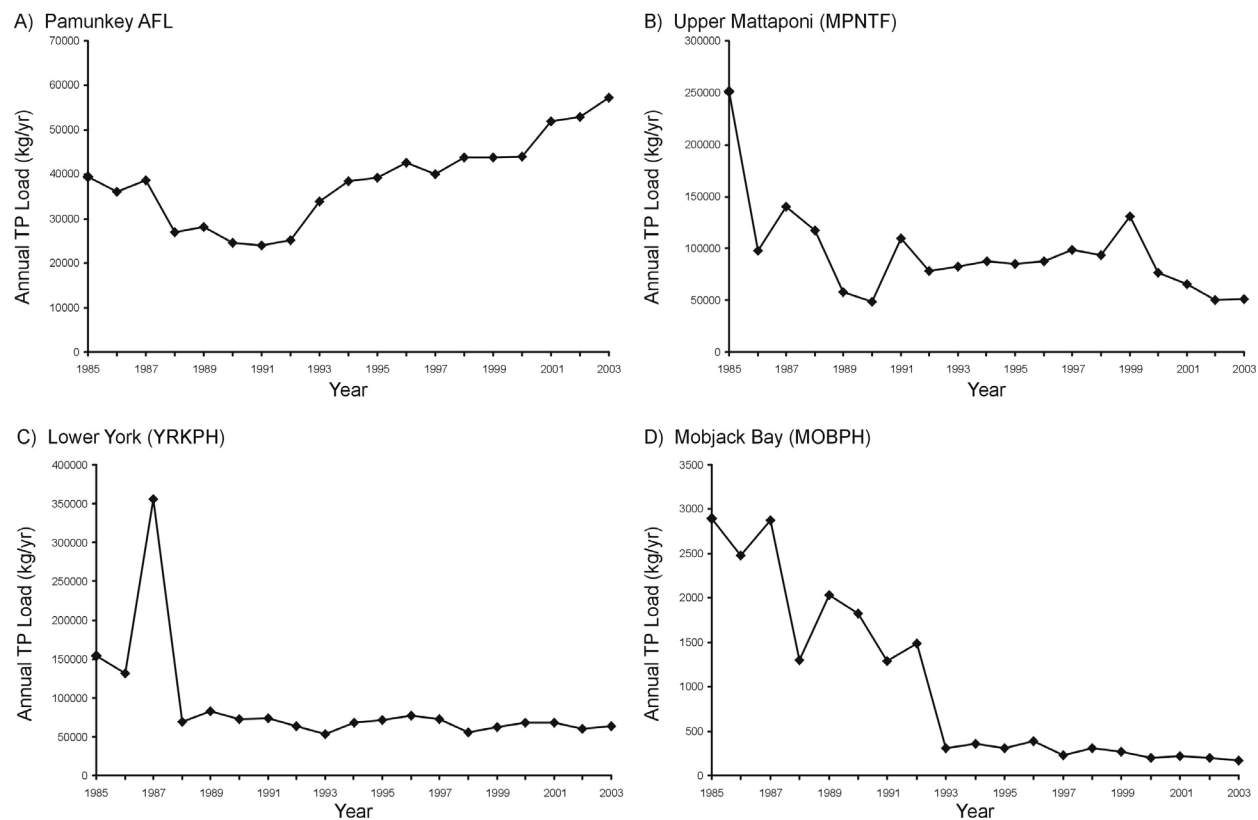 A) Pamunkey AFL
Annual TP Load (kg/yr)
70000
60000
50000
40000
30000
20000
10000
0
1985 1987 1989 1991 1993 1995 1997 1999 2001 2003
Year
B) Upper Mattaponi (MPNTF)
Annual TP Load (kg/yr)
300000
250000
200000
150000
100000
50000
0
1985 1987 1989 1991 1993 1995 1997 1999 2001 2003
Year
C) Lower York (YRKPH)
Annual TP Load (kg/yr)
400000
350000
300000
250000
200000
150000
100000
50000
0
1985 1987 1989 1991 1993 1995 1997 1999 2001 2003
Year
D) Mobjack Bay (MOBPH)
Annual TP Load (kg/yr)
3500
3000
2500
2000
1500
1000
500
0
1985 1987 1989 1991 1993 1995 1997 1999 2001 2003
Year